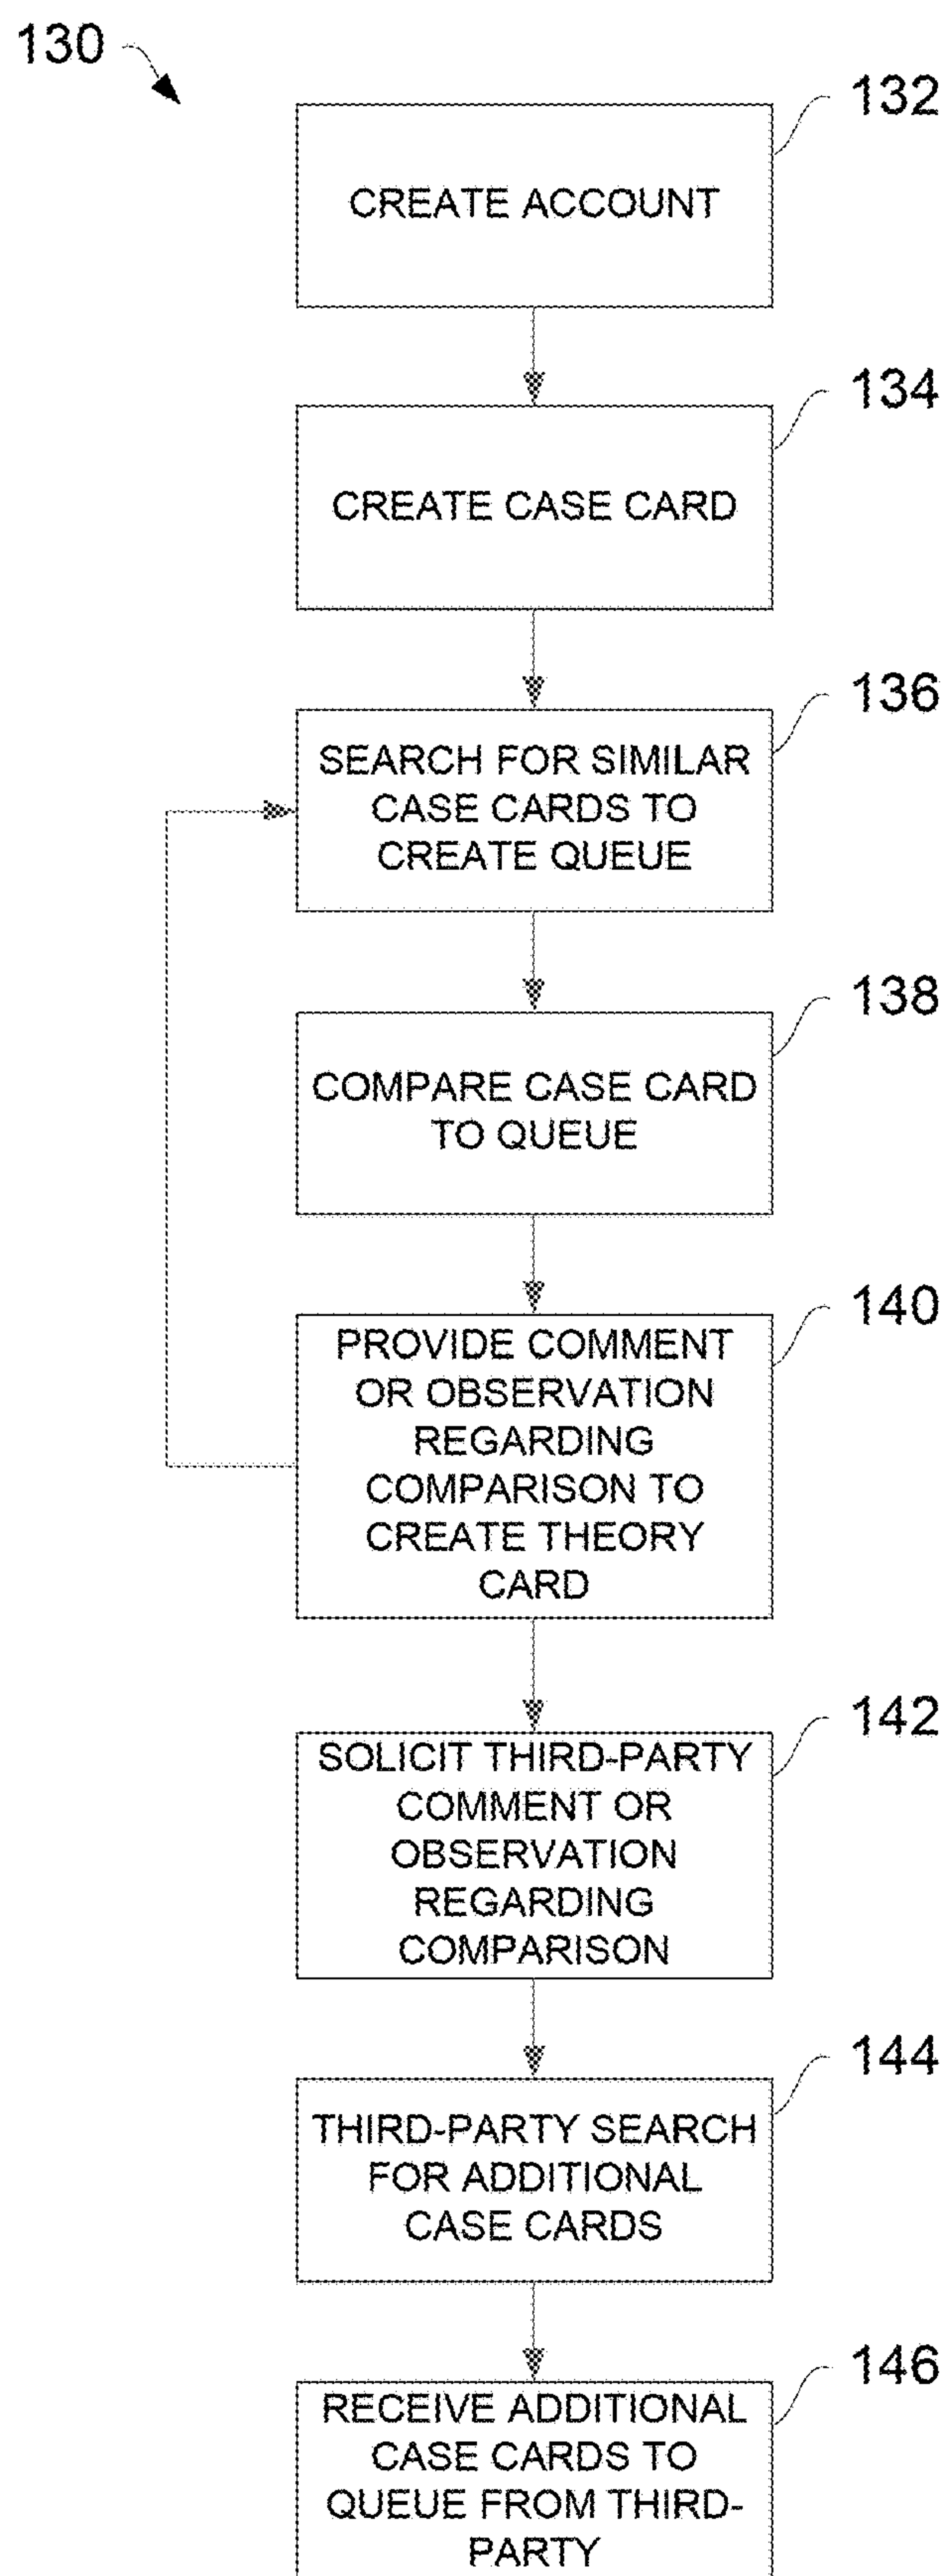 130
132
CREATE ACCOUNT
134
CREATE CASE CARD
136
SEARCH FOR SIMILAR
CASE CARDS TO
CREATE QUEUE
138
COMPARE CASE CARD
TO QUEUE
140
PROVIDE COMMENT
OR OBSERVATION
REGARDING
COMPARISON TO
CREATE THEORY
CARD
142
SOLICIT THIRD-PARTY
COMMENT OR
OBSERVATION
REGARDING
COMPARISON
144
THIRD-PARTY SEARCH
FOR ADDITIONAL
CASE CARDS
146
RECEIVE ADDITIONAL
CASE CARDS TO
QUEUE FROM THIRD-
PARTY